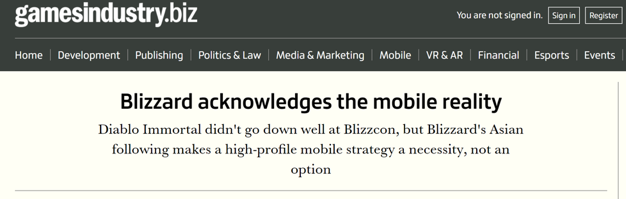 gamesindustry.biz
You are not signed in. Sign in Register
Home Development Publishing Politics & Law Media & Marketing Mobile VR & AR Financial Esports Events
Blizzard acknowledges the mobile reality
Diablo Immortal didn't go down well at Blizzcon, but Blizzard's Asian
following makes a high-profile mobile strategy a necessity, not an
option